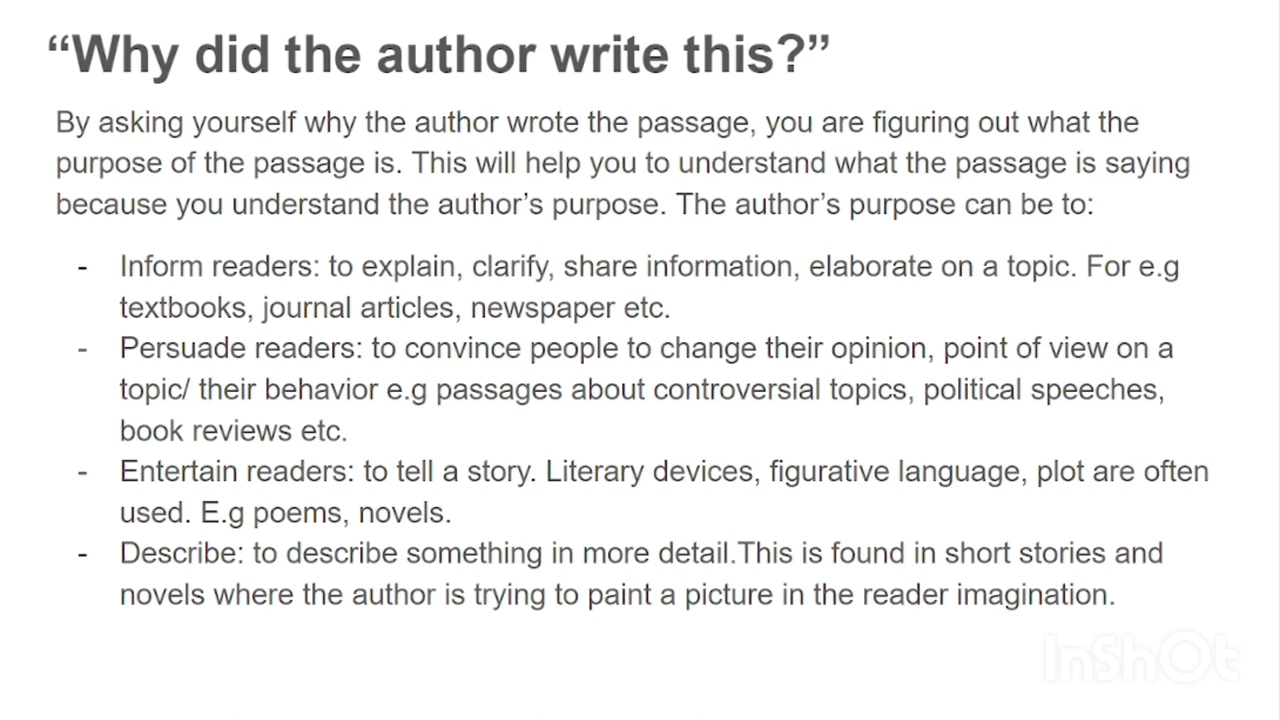 “Why did the author write this?”
By asking yourself why the author wrote the passage, you are figuring out what the
purpose of the passage is. This will help you to understand what the passage is saying
because you understand the author’s purpose. The author’s purpose can be to:
- Inform readers: to explain, clarify, share information, elaborate on a topic. For e.g
textbooks, journal articles, newspaper etc.
- Persuade readers: to convince people to change their opinion, point of view on a
topic/ their behavior e.g passages about controversial topics, political speeches,
book reviews etc.
- Entertain readers: to tell a story. Literary devices, figurative language, plot are often
used. E.g poems, novels.
- Describe: to describe something in more detail.This is found in short stories and
novels where the author is trying to paint a picture in the reader imagination.
InShOt